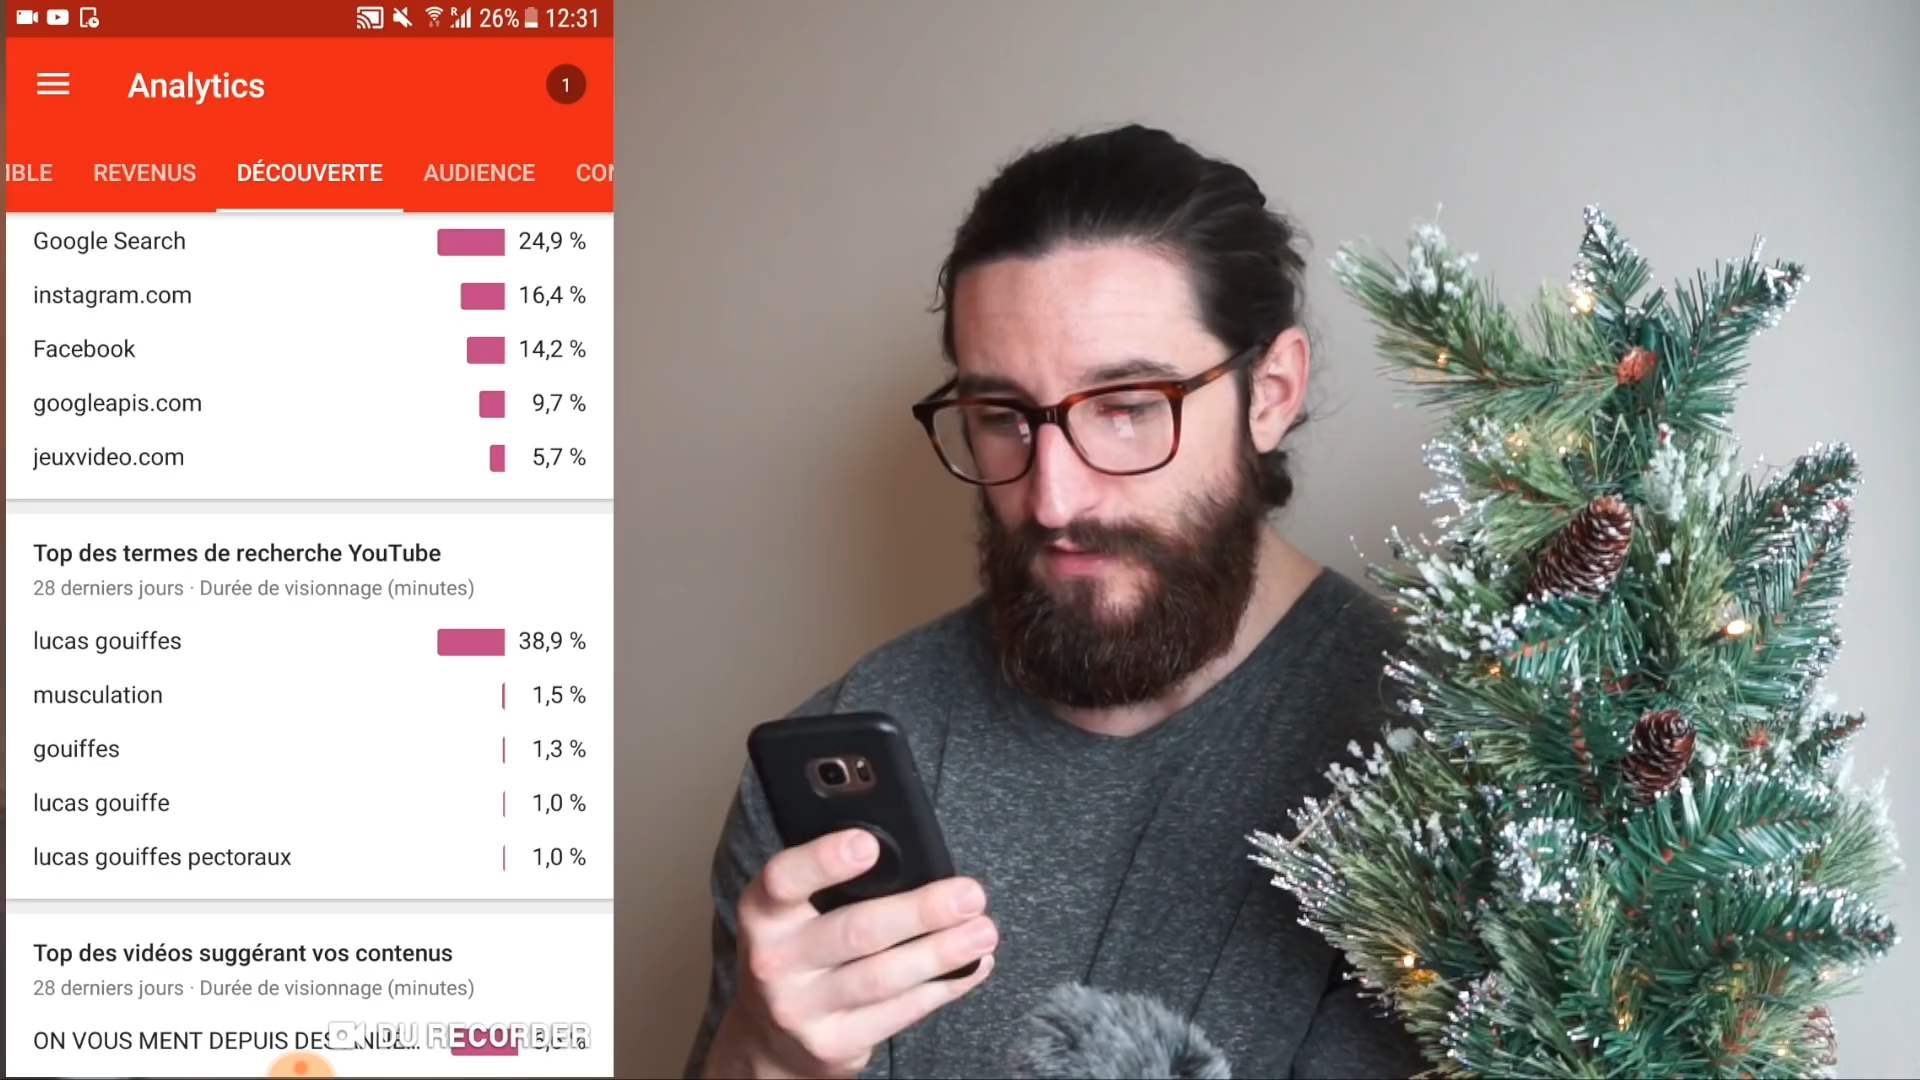 26% 12:31
Analytics
1
REVENUS DÉCOUVERTE AUDIENCE
Google Search 24,9 %
instagram.com 16,4 %
Facebook 14,2 %
googleapis.com 9,7 %
jeuxvideo.com 5,7 %
Top des termes de recherche YouTube
28 derniers jours · Durée de visionnage (minutes)
lucas gouiffes 38,9 %
musculation 1,5 %
gouiffes 1,3 %
lucas gouiffe 1,0 %
lucas gouiffes pectoraux 1,0 %
Top des vidéos suggérant vos contenus
28 derniers jours · Durée de visionnage (minutes)
ON VOUS MENT DEPUIS DES
DU RECORDER